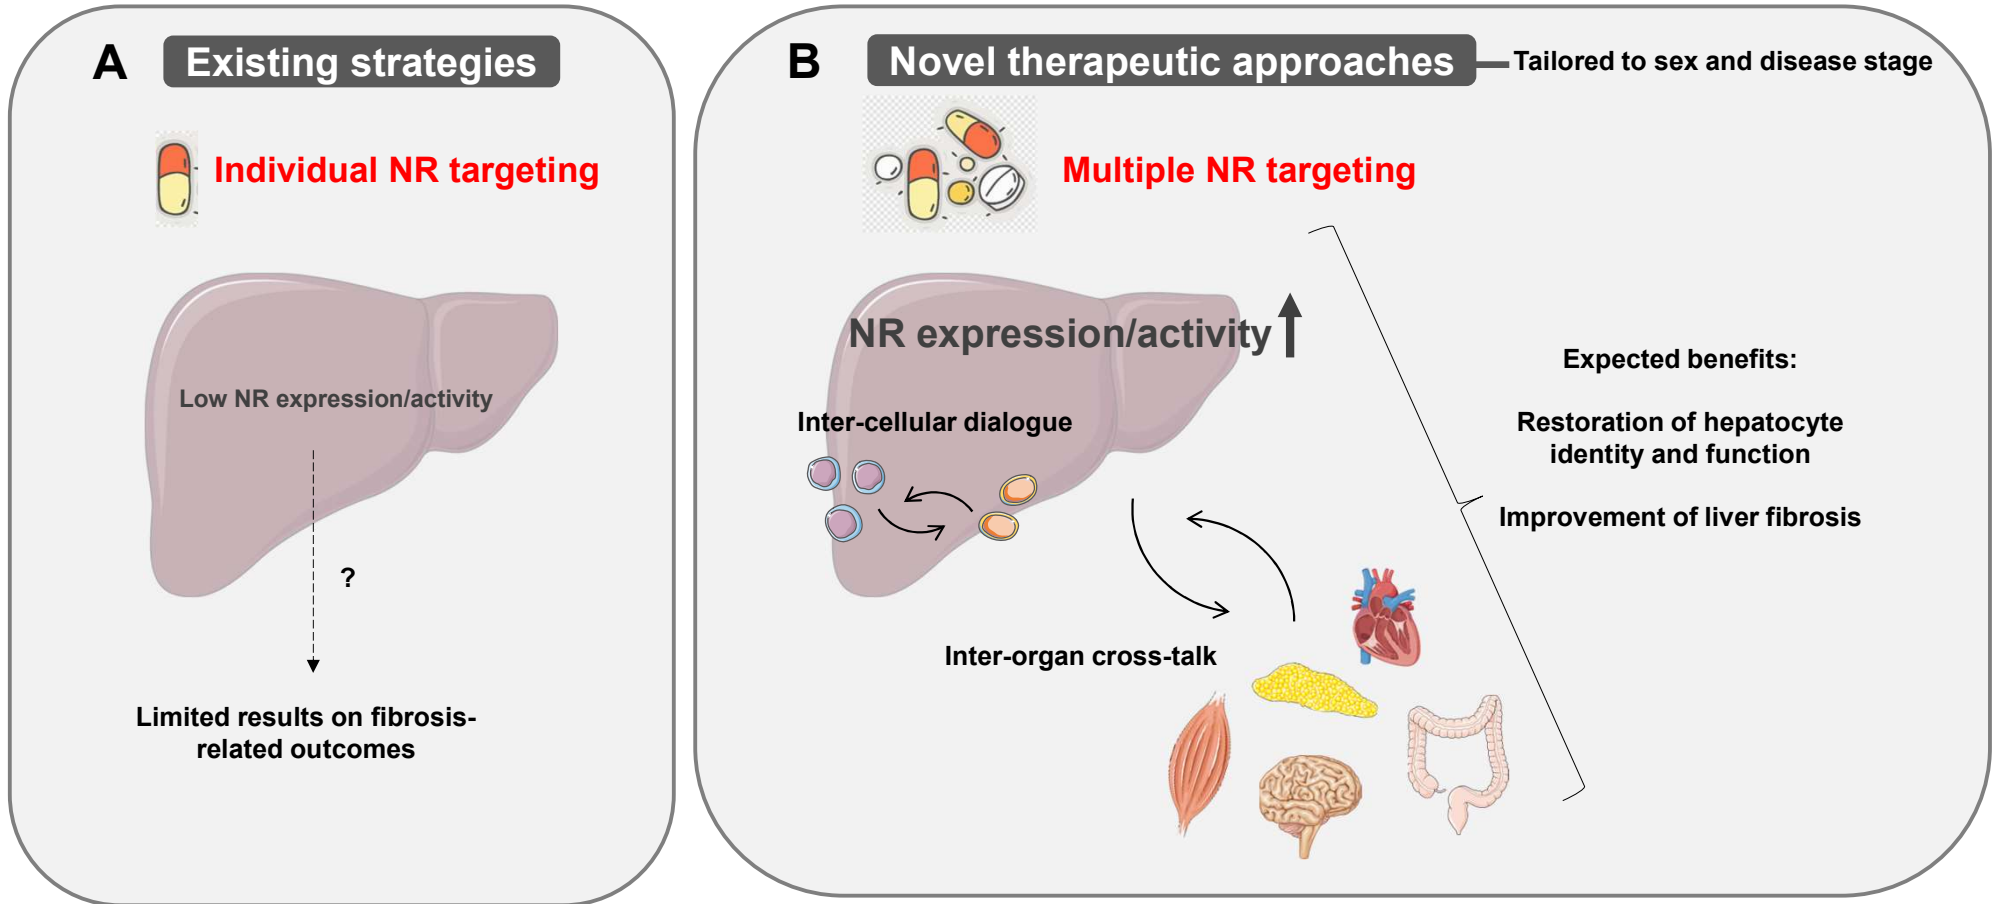 A
Existing strategies
Individual NR targeting
Low NR expression/activity
?
Limited results on fibrosis-
related outcomes
B
Novel therapeutic approaches
Tailored to sex and disease stage
Multiple NR targeting
NR expression/activity
Inter-cellular dialogue
Inter-organ cross-talk
Expected benefits:
Restoration of hepatocyte
identity and function
Improvement of liver fibrosis